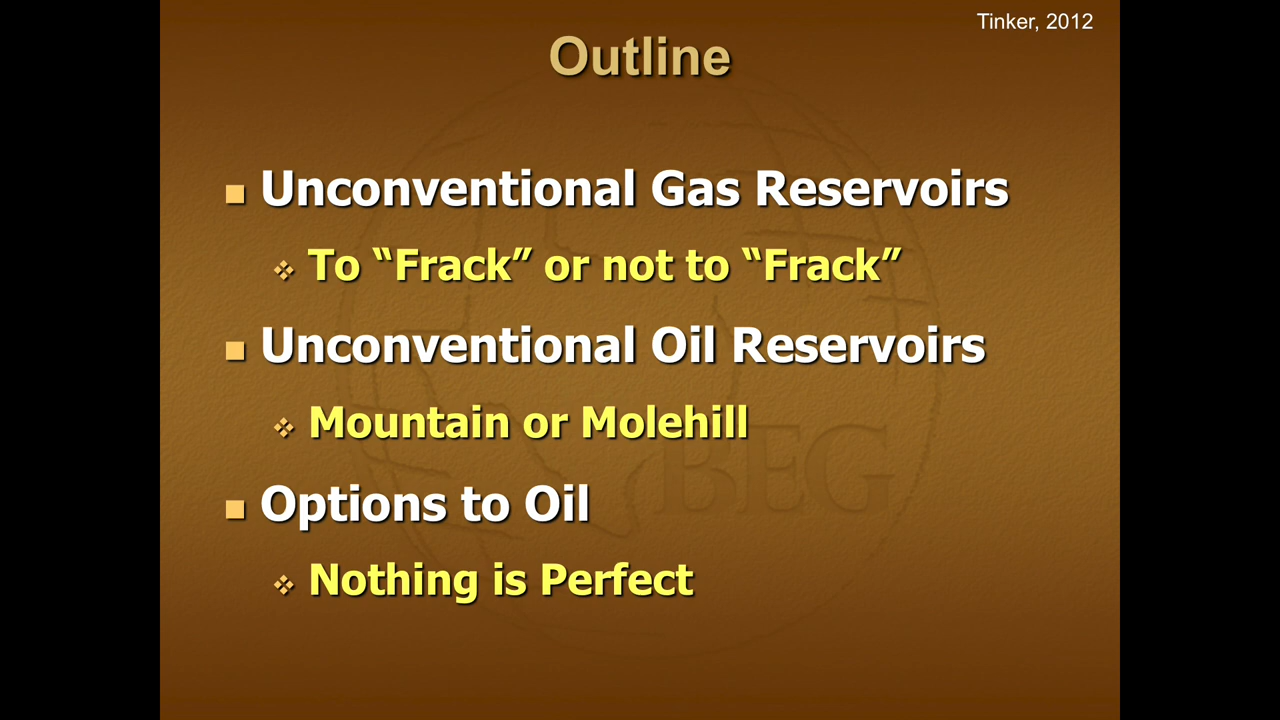 Tinker, 2012
Outline
Unconventional Gas Reservoirs
To “Frack” or not to “Frack”
Unconventional Oil Reservoirs
Mountain or Molehill
BEG
Options to Oil
Nothing is Perfect